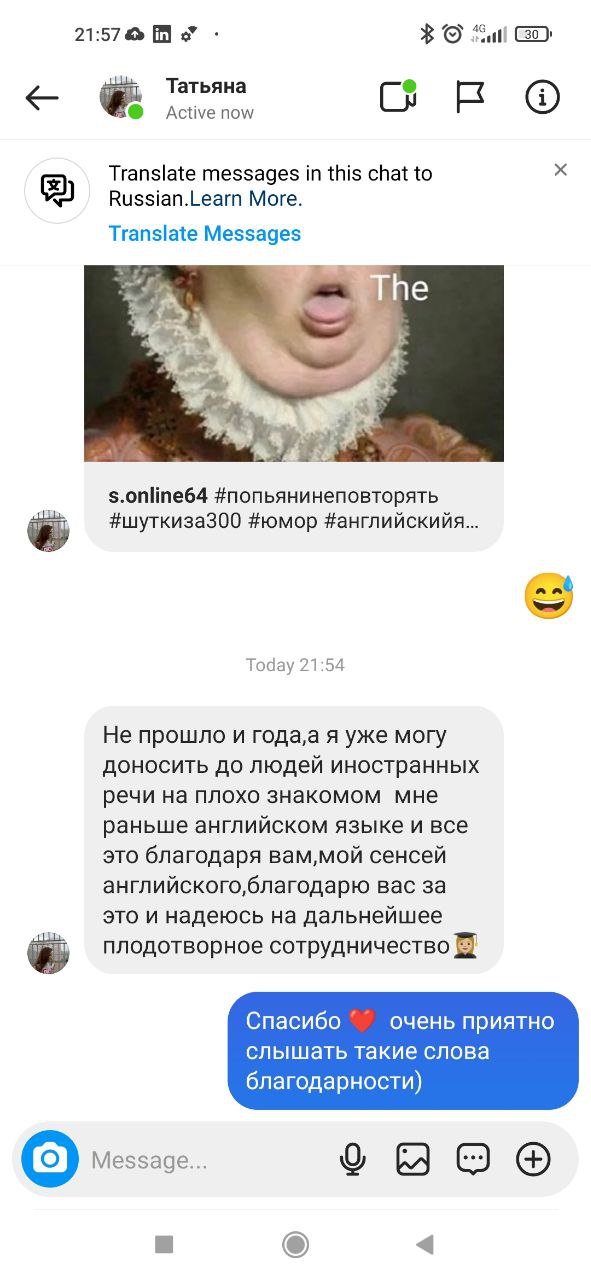 21:57
4G
30
Татьяна
Active now
Translate messages in this chat to
Russian.Learn More.
Translate Messages
The
s.online64 #попьянинеповторять
#шуткиза300 #юмор #английскийя...
Today 21:54
Не прошло и года,а я уже могу
доносить до людей иностранных
речи на плохо знакомом мне
раньше английском языке и все
это благодаря вам,мой сенсей
английского,благодарю вас за
это и надеюсь на дальнейшее
плодотворное сотрудничество
Спасибо ❤️ очень приятно
слышать такие слова
благодарности)
Message...